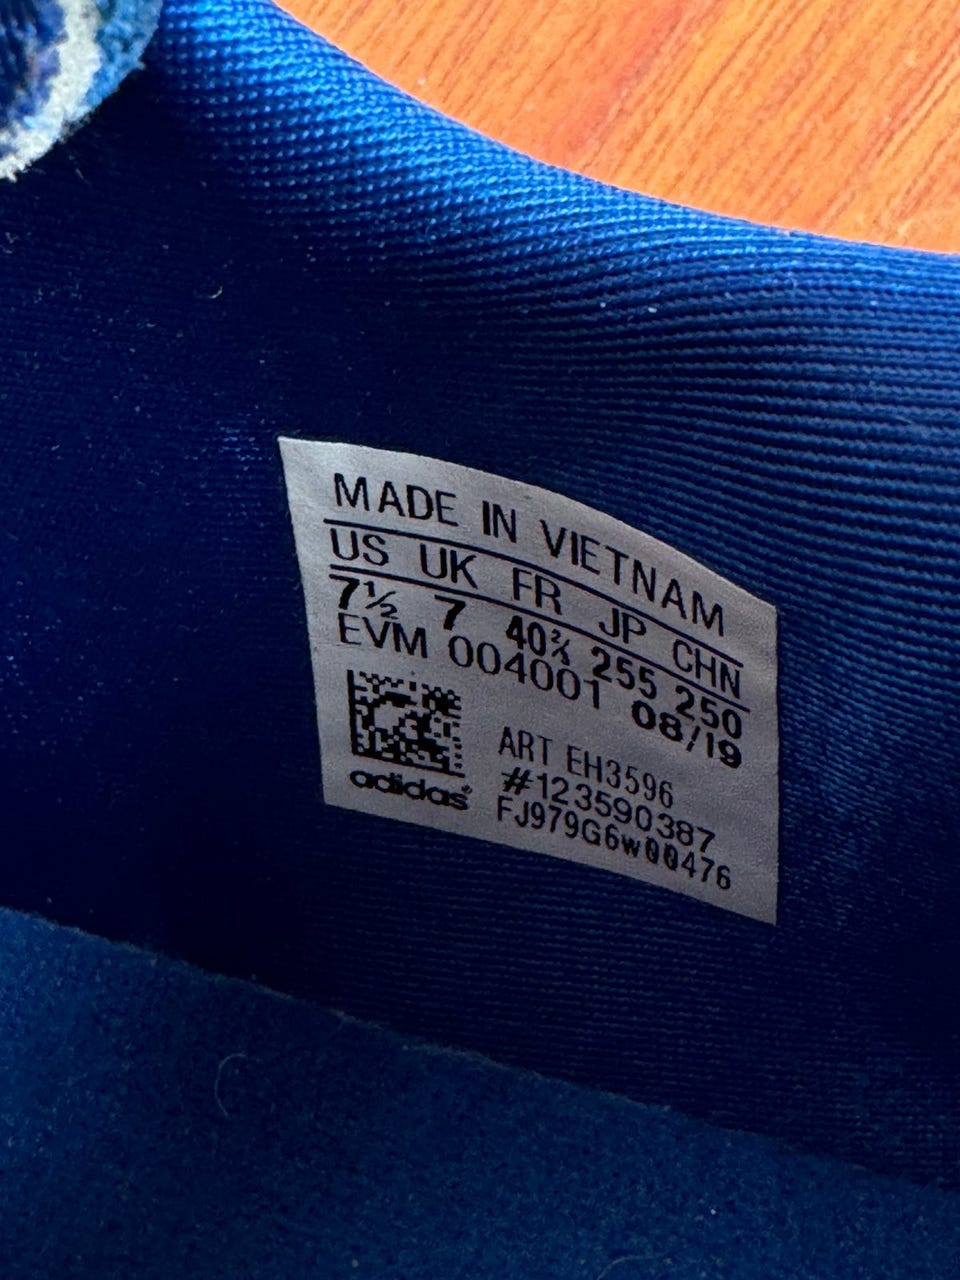 MADE IN VIETNAM
US UK FR JP CHN
7½ 7 40⅔ 255 250
EVM 004001 08/19
ART EH3596
#123590387
FJ979G6w00476
adidas